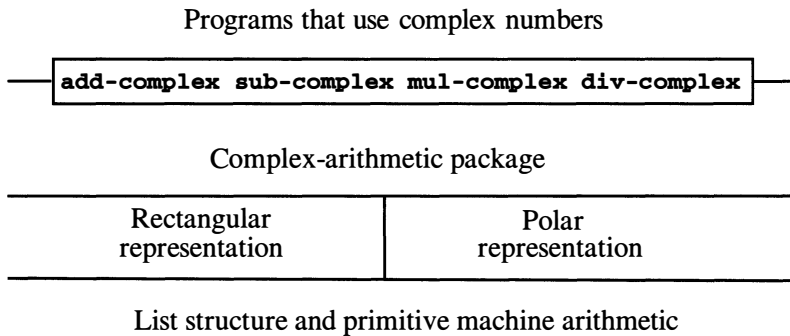 Programs that use complex numbers
add-complex sub-complex mul-complex div-complex
Complex-arithmetic package
Rectangular
representation
Polar
representation
List structure and primitive machine arithmetic